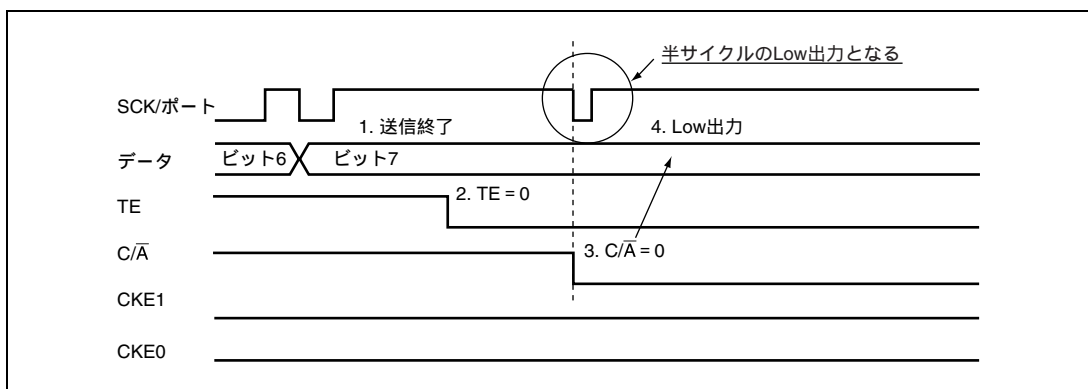 半サイクルのLow出力となる
SCK/ポート
1. 送信終了
4. Low出力
データ
ビット6
ビット7
TE
2. TE = 0
C/A̅
3. C/A̅ = 0
CKE1
CKE0